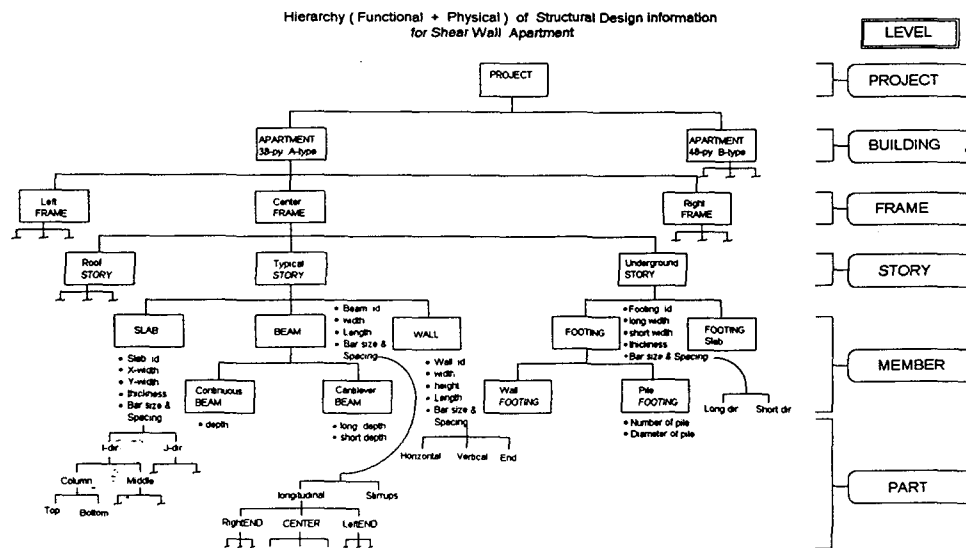 Hierarchy ( Functional + Physical ) of Structural Design Information
for Shear Wall Apartment
LEVEL
PROJECT
PROJECT
APARTMENT
38-py A-type
APARTMENT
48-py B-type
BUILDING
Left
FRAME
Center
FRAME
Right
FRAME
FRAME
Roof
STORY
Typical
STORY
Underground
STORY
STORY
SLAB
• Slab id
• X-width
• Y-width
• thickness
• Bar size &
Spacing
BEAM
• Beam id
• width
• Length
• Bar size &
Spacing
WALL
• Wall id
• width
• height
• Length
• Bar size &
Spacing
FOOTING
• Footing id
• long width
• short width
• thickness
• Bar size & Spacing
FOOTING
Slab
MEMBER
Continuous
BEAM
• depth
Cantilever
BEAM
• long depth
• short depth
Wall
FOOTING
Pile
FOOTING
• Number of pile
• Diameter of pile
Long dir
Short dir
I-dir
J-dir
Horizontal
Vertical
End
Column
Middle
Top
Bottom
longitudinal
Stirrups
RightEND
CENTER
LeftEND
PART